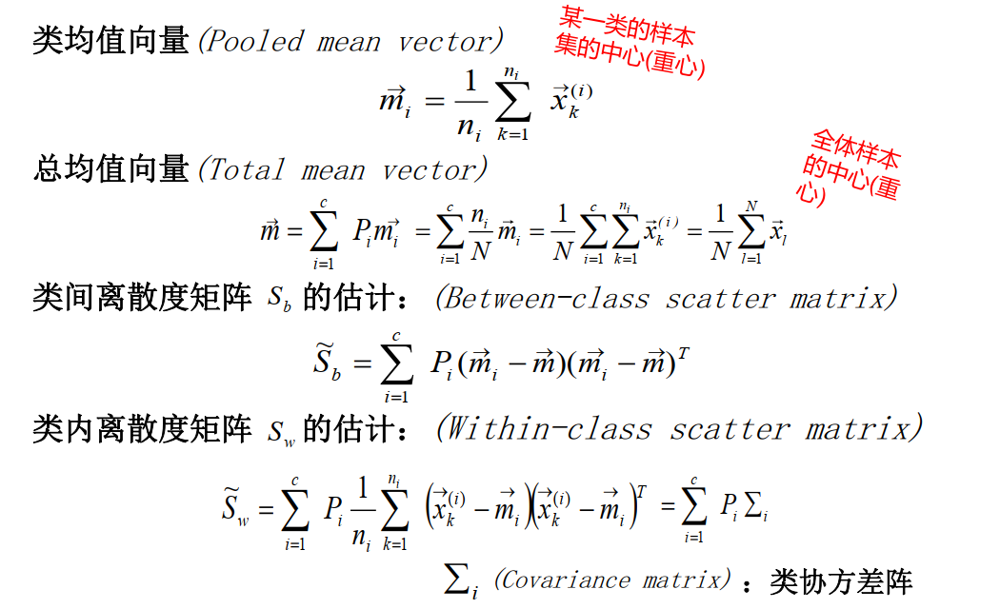 类均值向量(Pooled mean vector)
某一类的样本
集的中心(重心)
$\vec{m}_i = \frac{1}{n_i} \sum_{k=1}^{n_i} \vec{x}_k^{(i)}$
总均值向量(Total mean vector)
全体样本
的中心(重
心)
$\vec{m} = \sum_{i=1}^{c} P_i \vec{m_i} = \sum_{i=1}^{c} \frac{n_i}{N} \vec{m}_i = \frac{1}{N} \sum_{i=1}^{c} \sum_{k=1}^{n_i} \vec{x}_k^{(i)} = \frac{1}{N} \sum_{l=1}^{N} \vec{x}_l$
类间离散度矩阵 $S_b$ 的估计：(Between-class scatter matrix)
$\tilde{S}_b = \sum_{i=1}^{c} P_i (\vec{m}_i - \vec{m})(\vec{m}_i - \vec{m})^T$
类内离散度矩阵 $S_w$ 的估计：(Within-class scatter matrix)
$\tilde{S}_w = \sum_{i=1}^{c} P_i \frac{1}{n_i} \sum_{k=1}^{n_i} (\vec{x}_k^{(i)} - \vec{m}_i)(\vec{x}_k^{(i)} - \vec{m}_i)^T = \sum_{i=1}^{c} P_i \Sigma_i$
$\Sigma_i$ (Covariance matrix)：类协方差阵